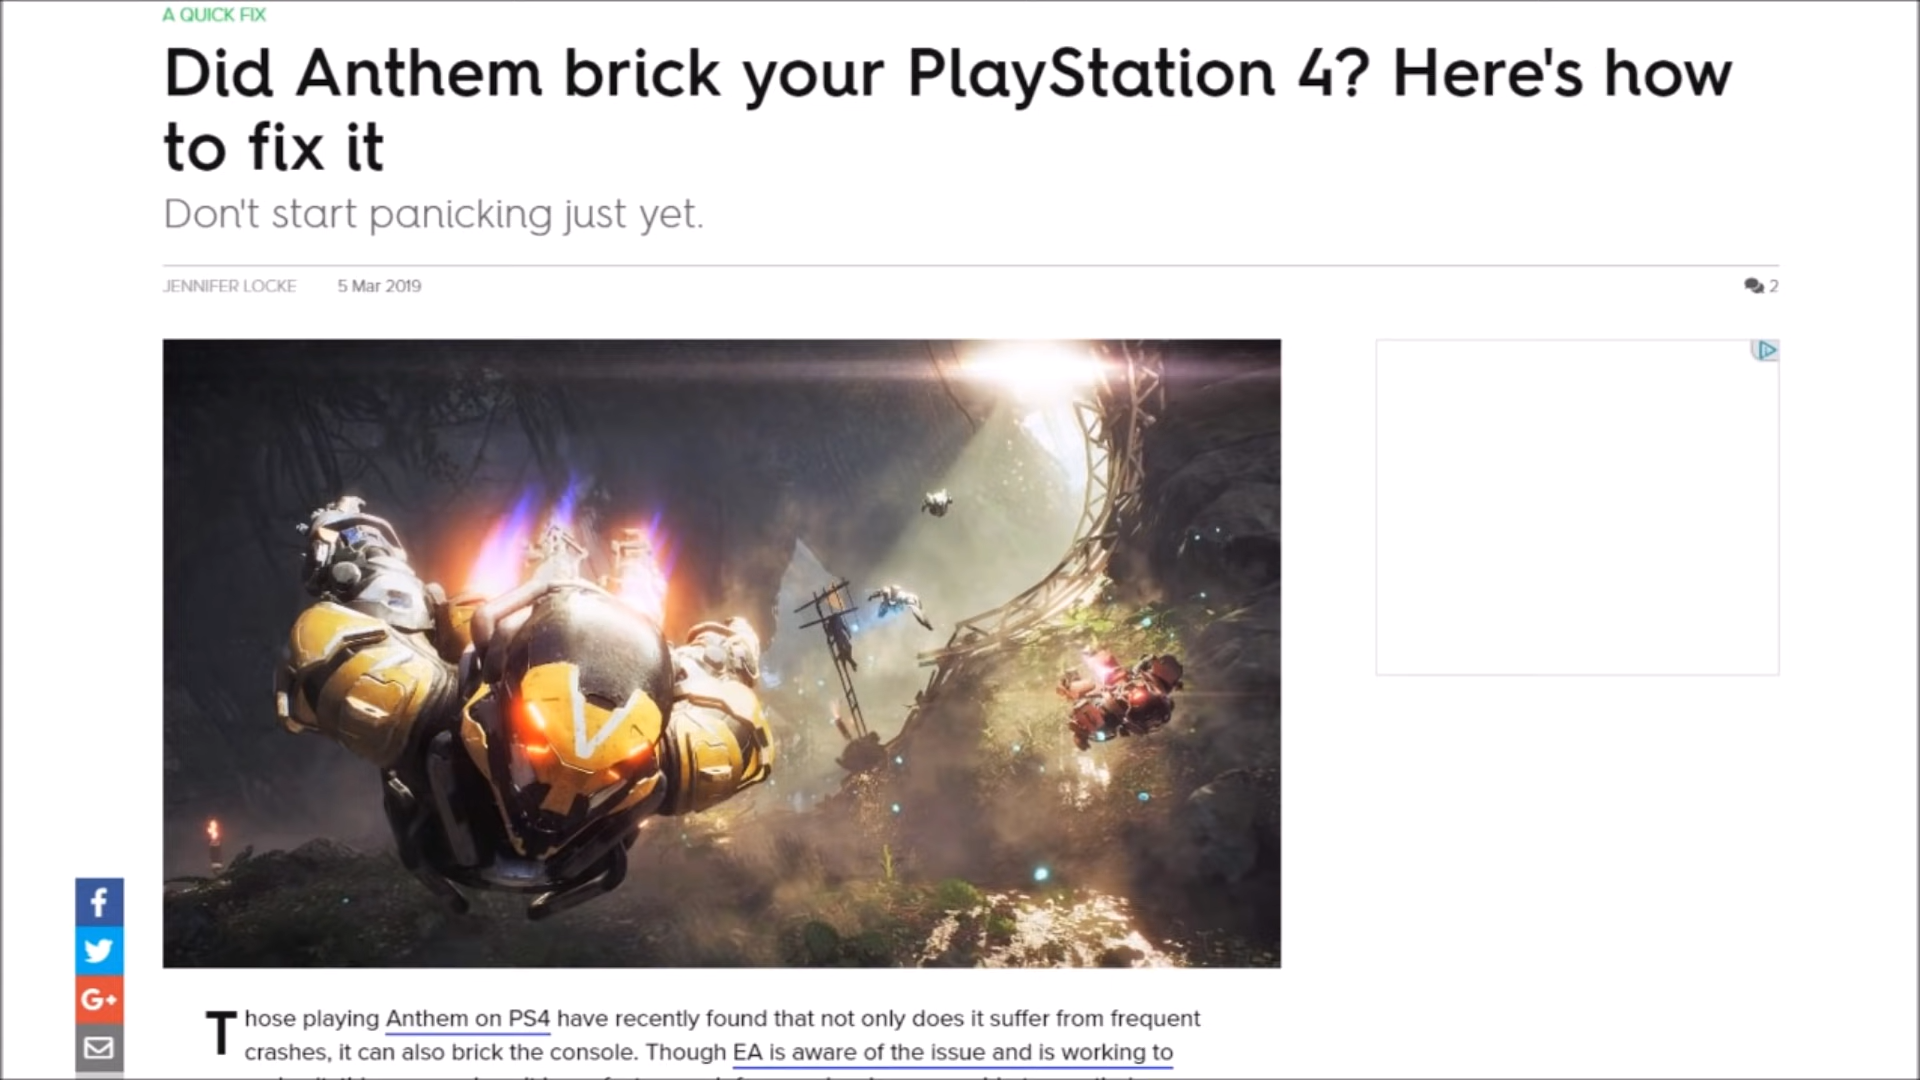 A QUICK FIX
Did Anthem brick your PlayStation 4? Here's how
to fix it
Don't start panicking just yet.
JENNIFER LOCKE 5 Mar 2019 2
f
G+
Those playing Anthem on PS4 have recently found that not only does it suffer from frequent
crashes, it can also brick the console. Though EA is aware of the issue and is working to